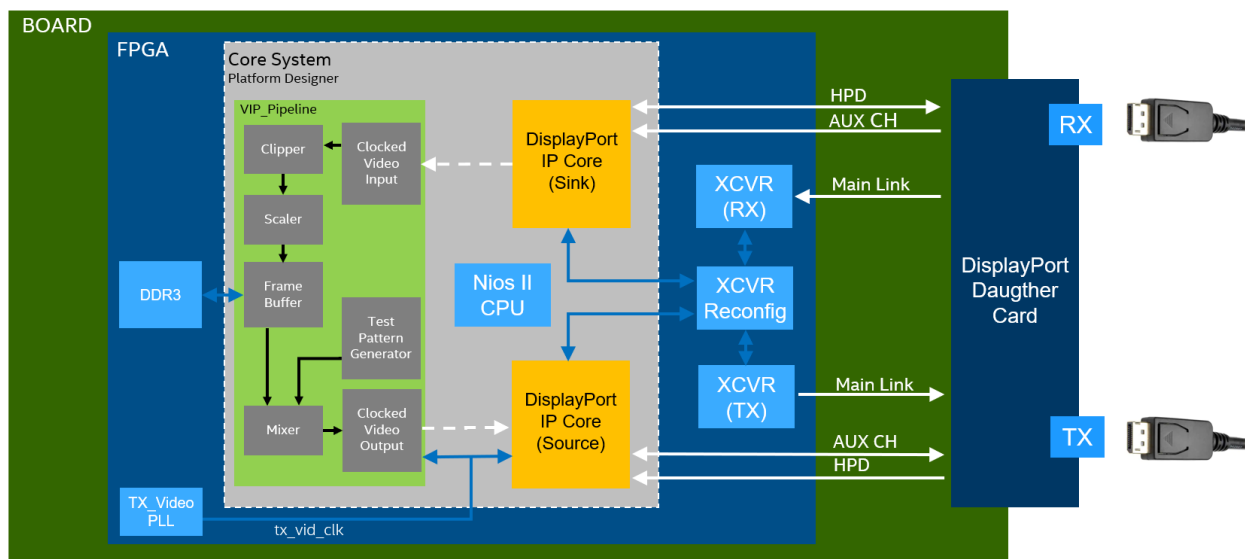 BOARD
FPGA
Core System
Platform Designer
VIP_Pipeline
Clipper
Clocked
Video
Input
Scaler
Frame
Buffer
Test
Pattern
Generator
Mixer
Clocked
Video
Output
DDR3
TX_Video
PLL
tx_vid_clk
DisplayPort
IP Core
(Sink)
Nios II
CPU
DisplayPort
IP Core
(Source)
XCVR
(RX)
XCVR
Reconfig
XCVR
(TX)
HPD
AUX CH
Main Link
Main Link
AUX CH
HPD
RX
DisplayPort
Daugther
Card
TX